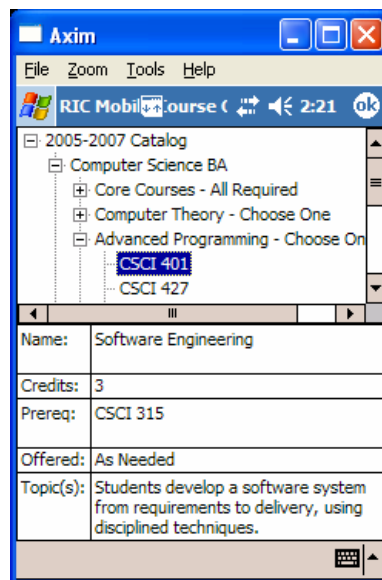 Axim
File Zoom Tools Help
RIC Mobil ourse ( 2:21 ok
2005-2007 Catalog
Computer Science BA
Core Courses - All Required
Computer Theory - Choose One
Advanced Programming - Choose On
CSCI 401
CSCI 427
Name: Software Engineering
Credits: 3
Prereq: CSCI 315
Offered: As Needed
Topic(s): Students develop a software system
from requirements to delivery, using
disciplined techniques.